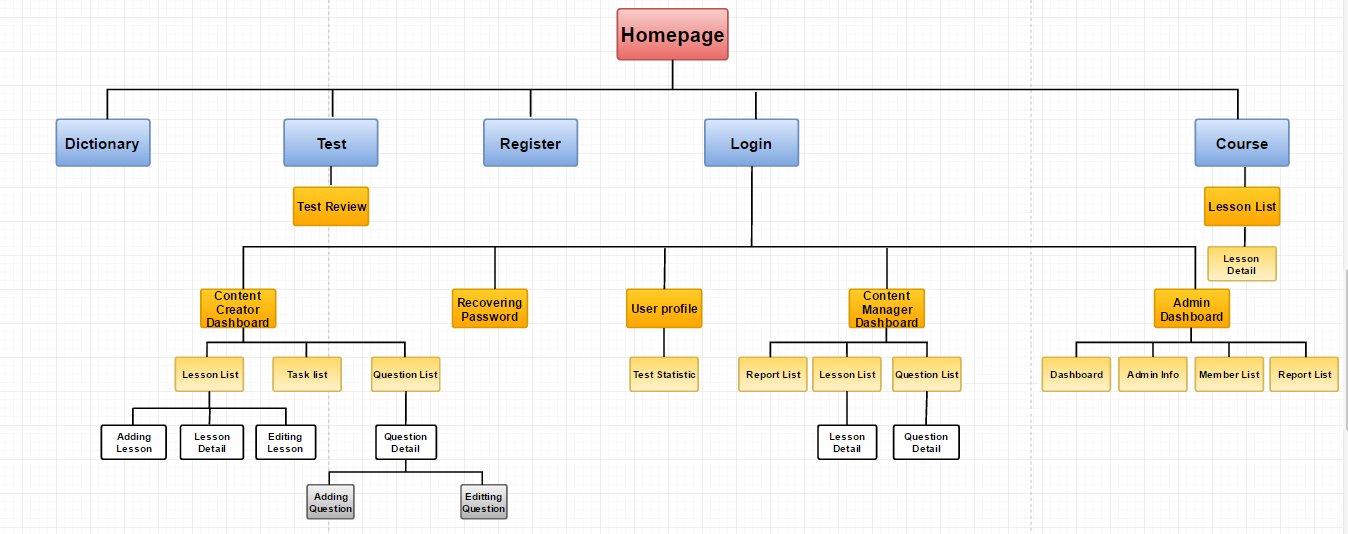 Homepage
Dictionary
Test
Register
Login
Course
Test Review
Lesson List
Lesson
Detail
Content
Creator
Dashboard
Recovering
Password
User profile
Content
Manager
Dashboard
Admin
Dashboard
Lesson List
Task list
Question List
Test Statistic
Report List
Lesson List
Question List
Dashboard
Admin Info
Member List
Report List
Adding
Lesson
Lesson
Detail
Editing
Lesson
Question
Detail
Lesson
Detail
Question
Detail
Adding
Question
Editting
Question